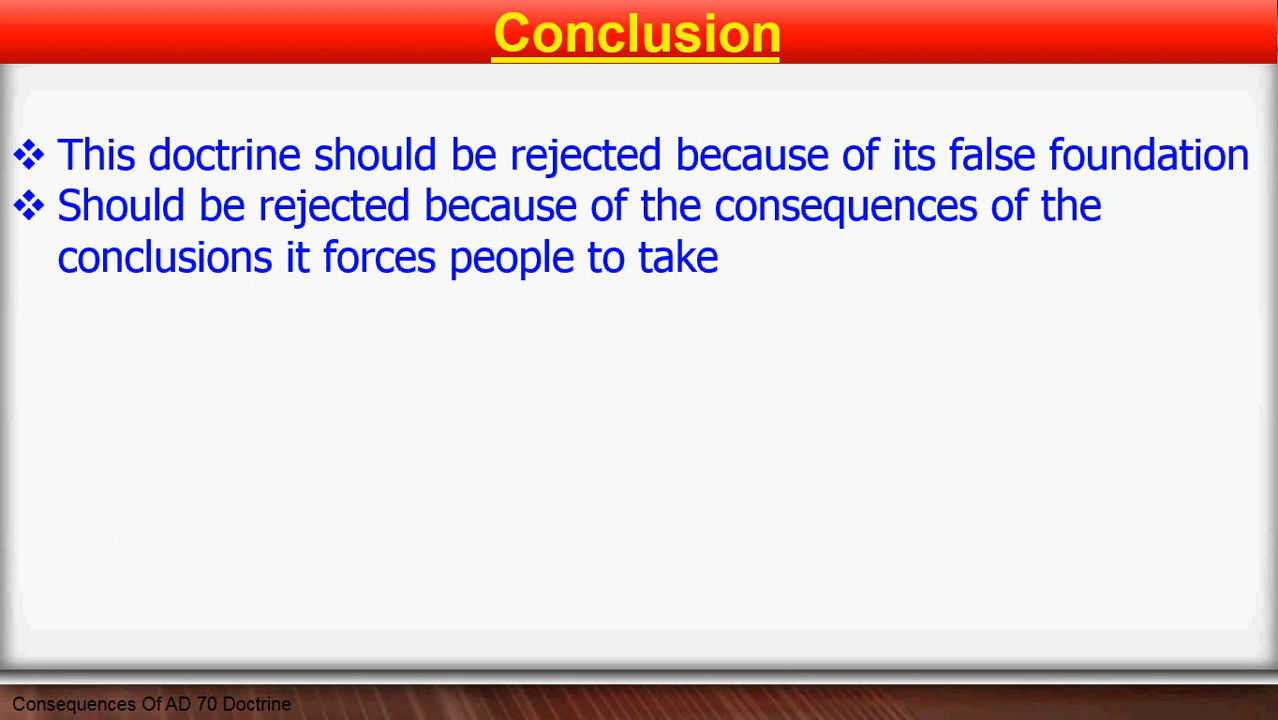 Conclusion
❖ This doctrine should be rejected because of its false foundation
❖ Should be rejected because of the consequences of the
conclusions it forces people to take
Consequences Of AD 70 Doctrine